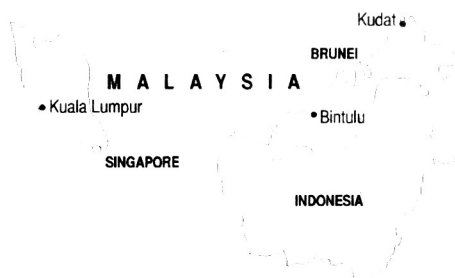 Kudat
BRUNEI
MALAYSIA
Kuala Lumpur
Bintulu
SINGAPORE
INDONESIA